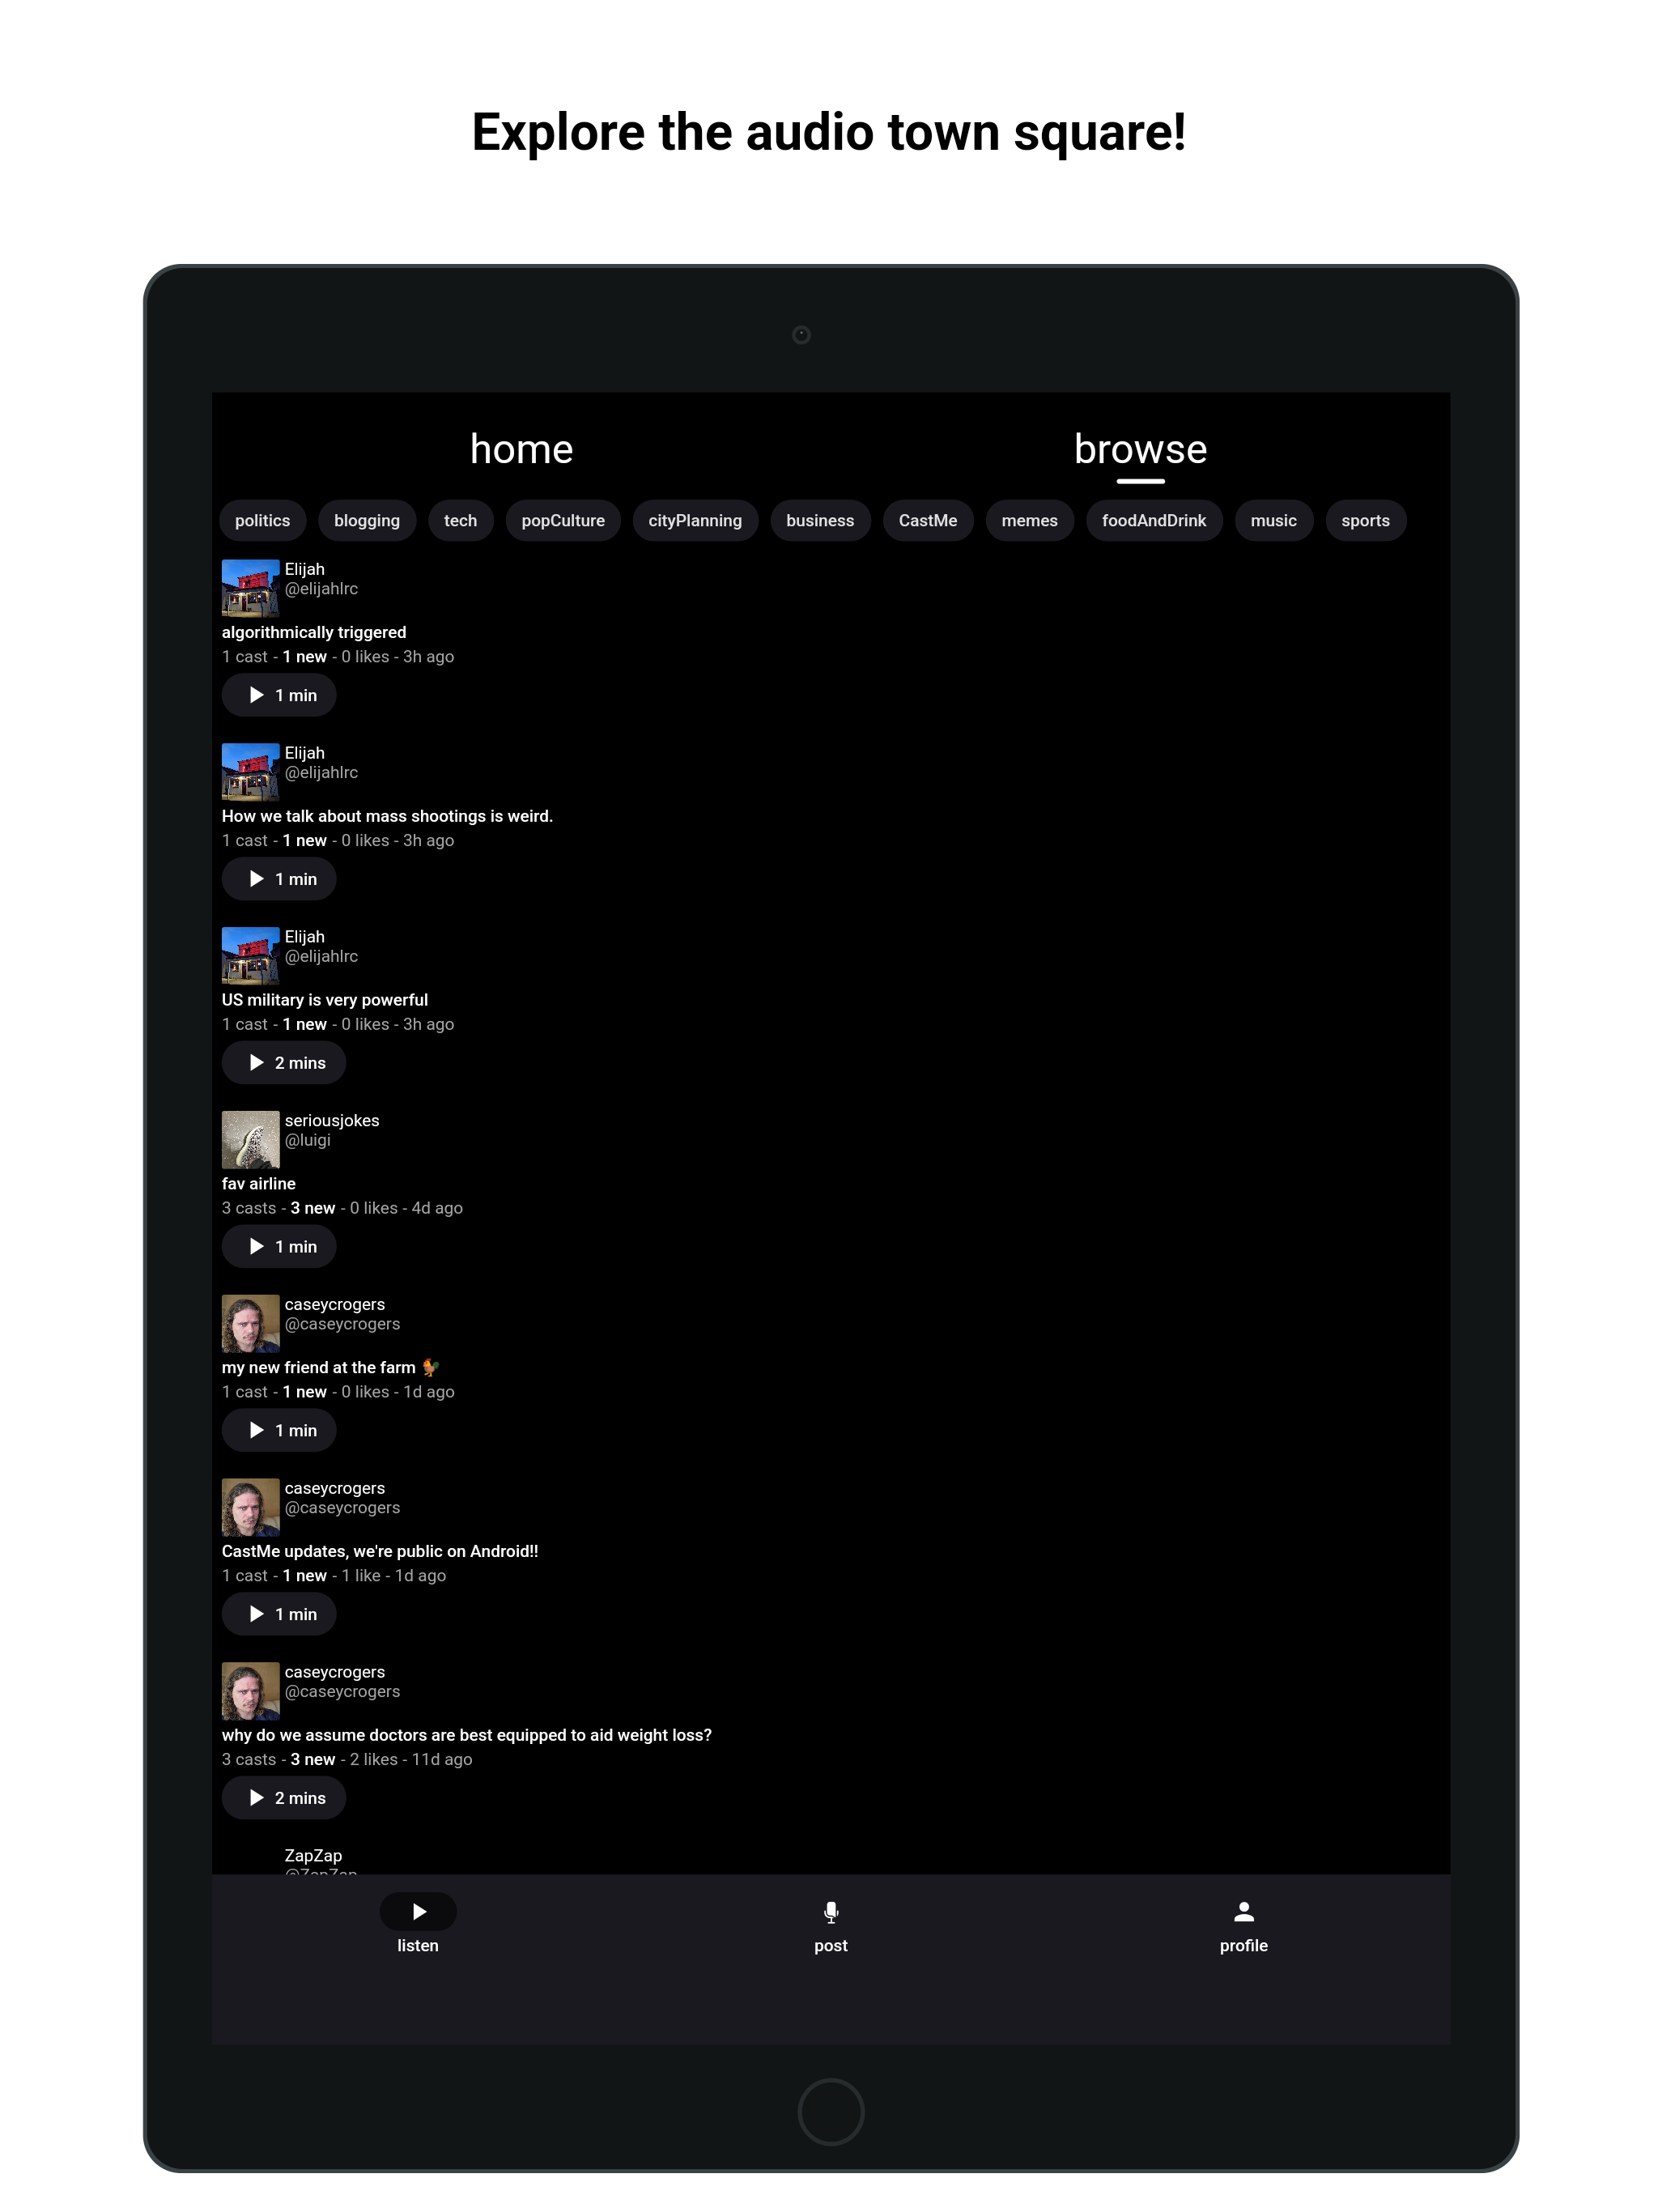 Explore the audio town square!
home
browse
politics blogging tech popCulture cityPlanning business CastMe memes foodAndDrink music sports
Elijah
@elijahlrc
algorithmically triggered
1 cast - 1 new - 0 likes - 3h ago
1 min
Elijah
@elijahlrc
How we talk about mass shootings is weird.
1 cast - 1 new - 0 likes - 3h ago
1 min
Elijah
@elijahlrc
US military is very powerful
1 cast - 1 new - 0 likes - 3h ago
2 mins
seriousjokes
@luigi
fav airline
3 casts - 3 new - 0 likes - 4d ago
1 min
caseycrogers
@caseycrogers
my new friend at the farm 🐓
1 cast - 1 new - 0 likes - 1d ago
1 min
caseycrogers
@caseycrogers
CastMe updates, we're public on Android!!
1 cast - 1 new - 1 like - 1d ago
1 min
caseycrogers
@caseycrogers
why do we assume doctors are best equipped to aid weight loss?
3 casts - 3 new - 2 likes - 11d ago
2 mins
ZapZap
@ZapZap
listen
post
profile